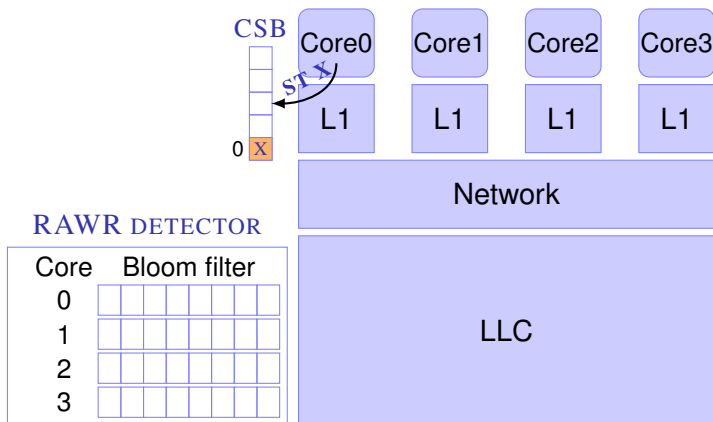 CSB
Core0 Core1 Core2 Core3
ST X
L1 L1 L1 L1
0 X
Network
RAWR DETECTOR
Core Bloom filter
0
1
2
3
LLC